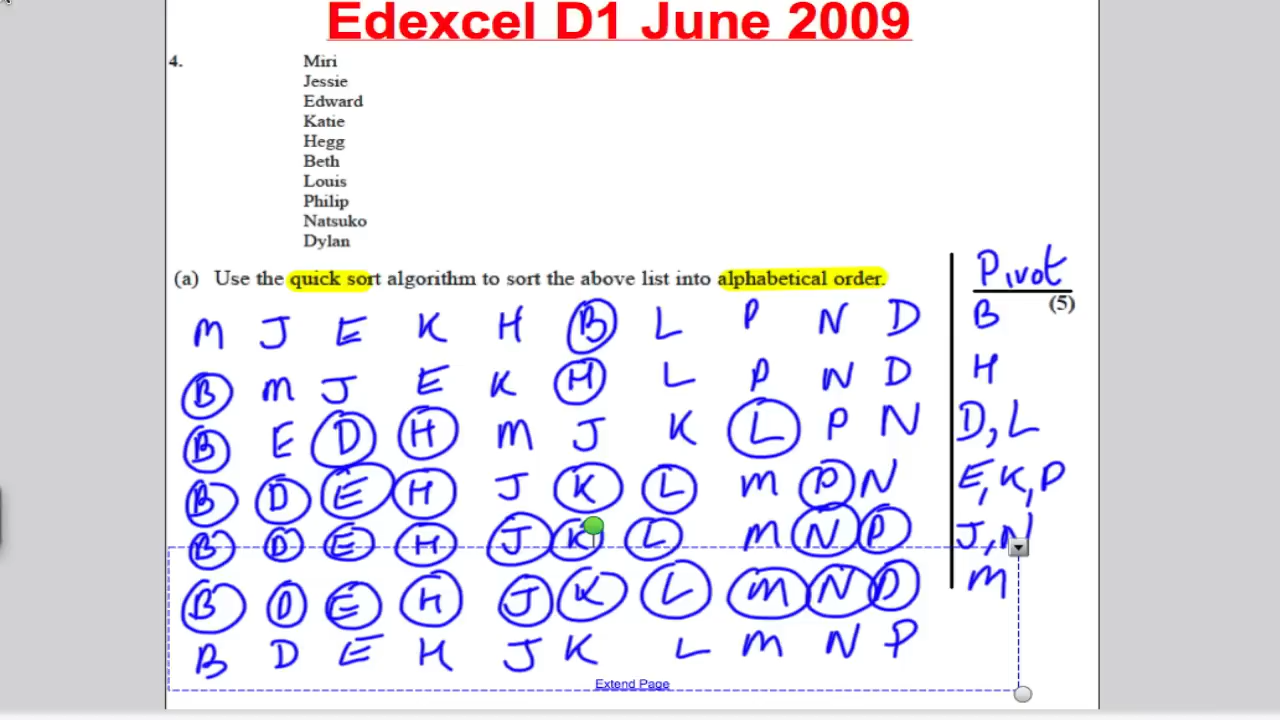 Edexcel D1 June 2009
4. Miri
Jessie
Edward
Katie
Hegg
Beth
Louis
Philip
Natsuko
Dylan
(a) Use the quick sort algorithm to sort the above list into alphabetical order.
Pivot
(5)
M J E K H B L P N D B
B M J E K H L P N D H
B E D H M J K L P N D, L
B D E H J K L M P N E, K, P
B D E H J K L M N P J, N
B D E H J K L M N P M
B D E H J K L M N P
Extend Page